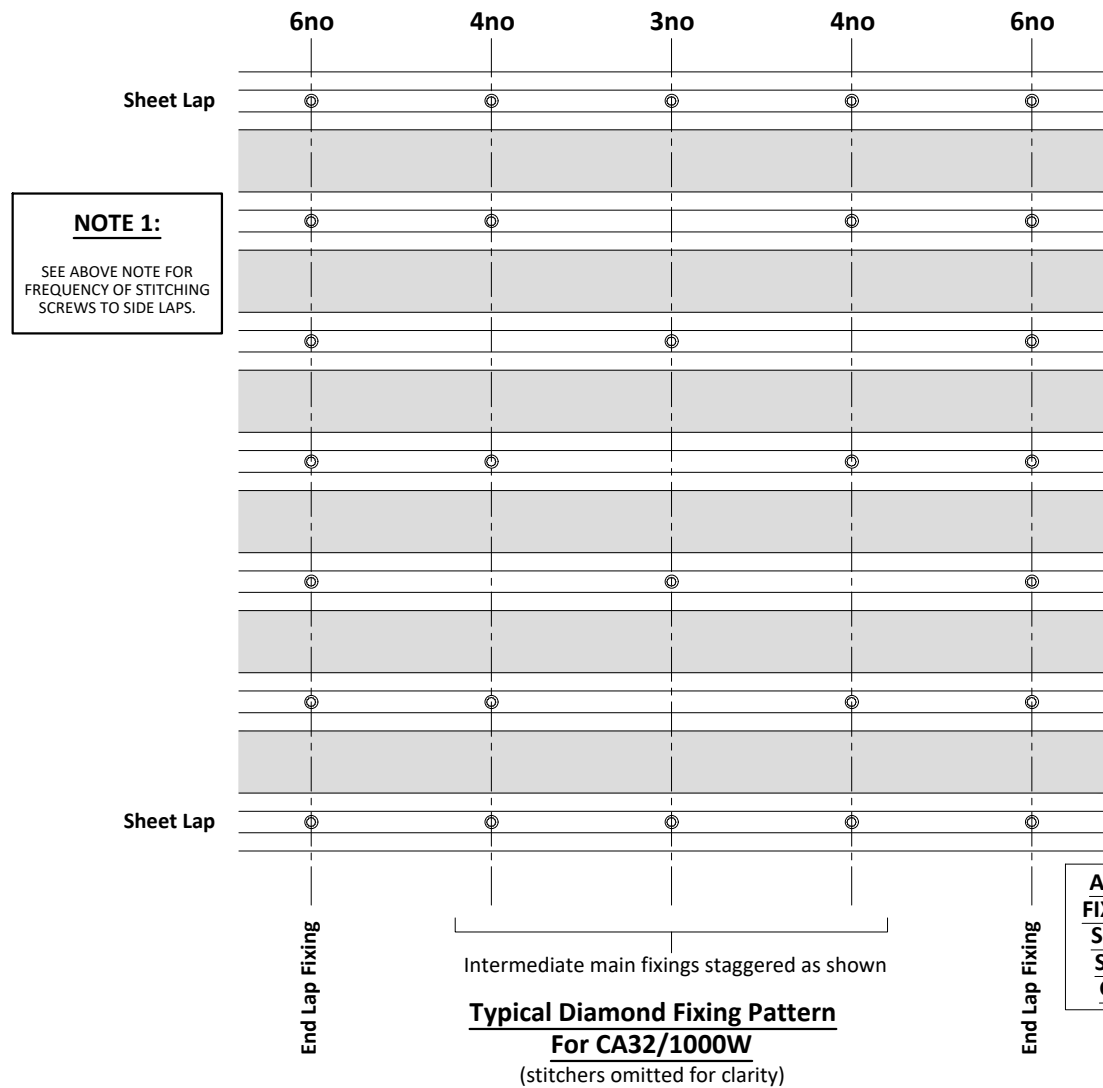 6no 4no 3no 4no 6no
Sheet Lap
NOTE 1:
SEE ABOVE NOTE FOR
FREQUENCY OF STITCHING
SCREWS TO SIDE LAPS.
Sheet Lap
End Lap Fixing
Intermediate main fixings staggered as shown
End Lap Fixing
Typical Diamond Fixing Pattern
For CA32/1000W
(stitchers omitted for clarity)